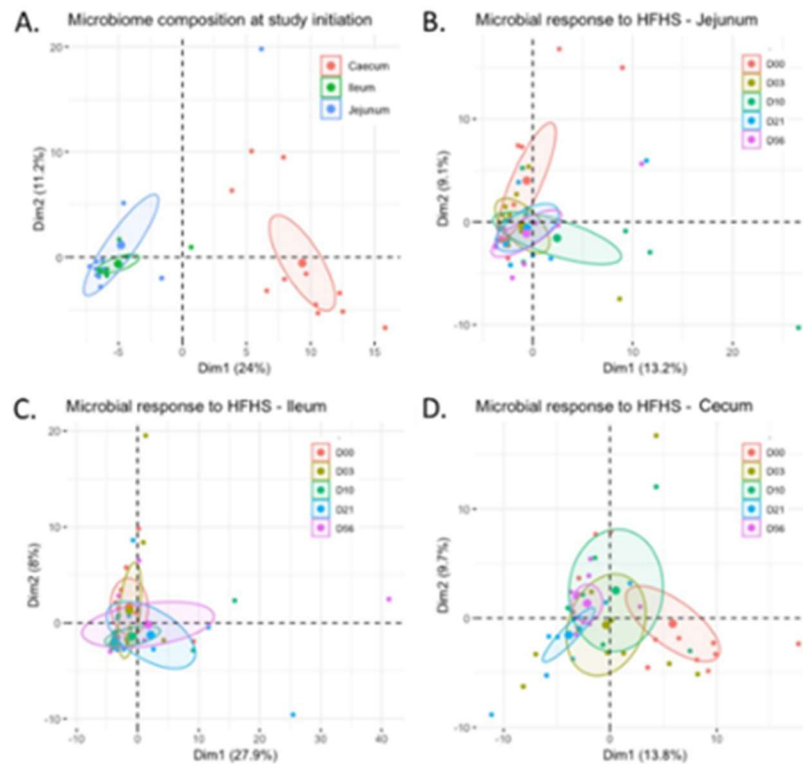 A.
Microbiome composition at study initiation
20
10
0
-5
0
5
10
15
Dim2 (11.2%)
Dim1 (24%)
Caecum
Ileum
Jejunum
B.
Microbial response to HFHS - Jejunum
10
0
-10
0
10
20
Dim2 (9.1%)
Dim1 (13.2%)
D00
D03
D10
D21
D56
C.
Microbial response to HFHS - Ileum
20
10
0
-10
-10
0
10
20
30
40
Dim2 (8%)
Dim1 (27.9%)
D00
D03
D10
D21
D56
D.
Microbial response to HFHS - Cecum
10
0
-10
-10
0
10
Dim2 (9.7%)
Dim1 (13.8%)
D00
D03
D10
D21
D56